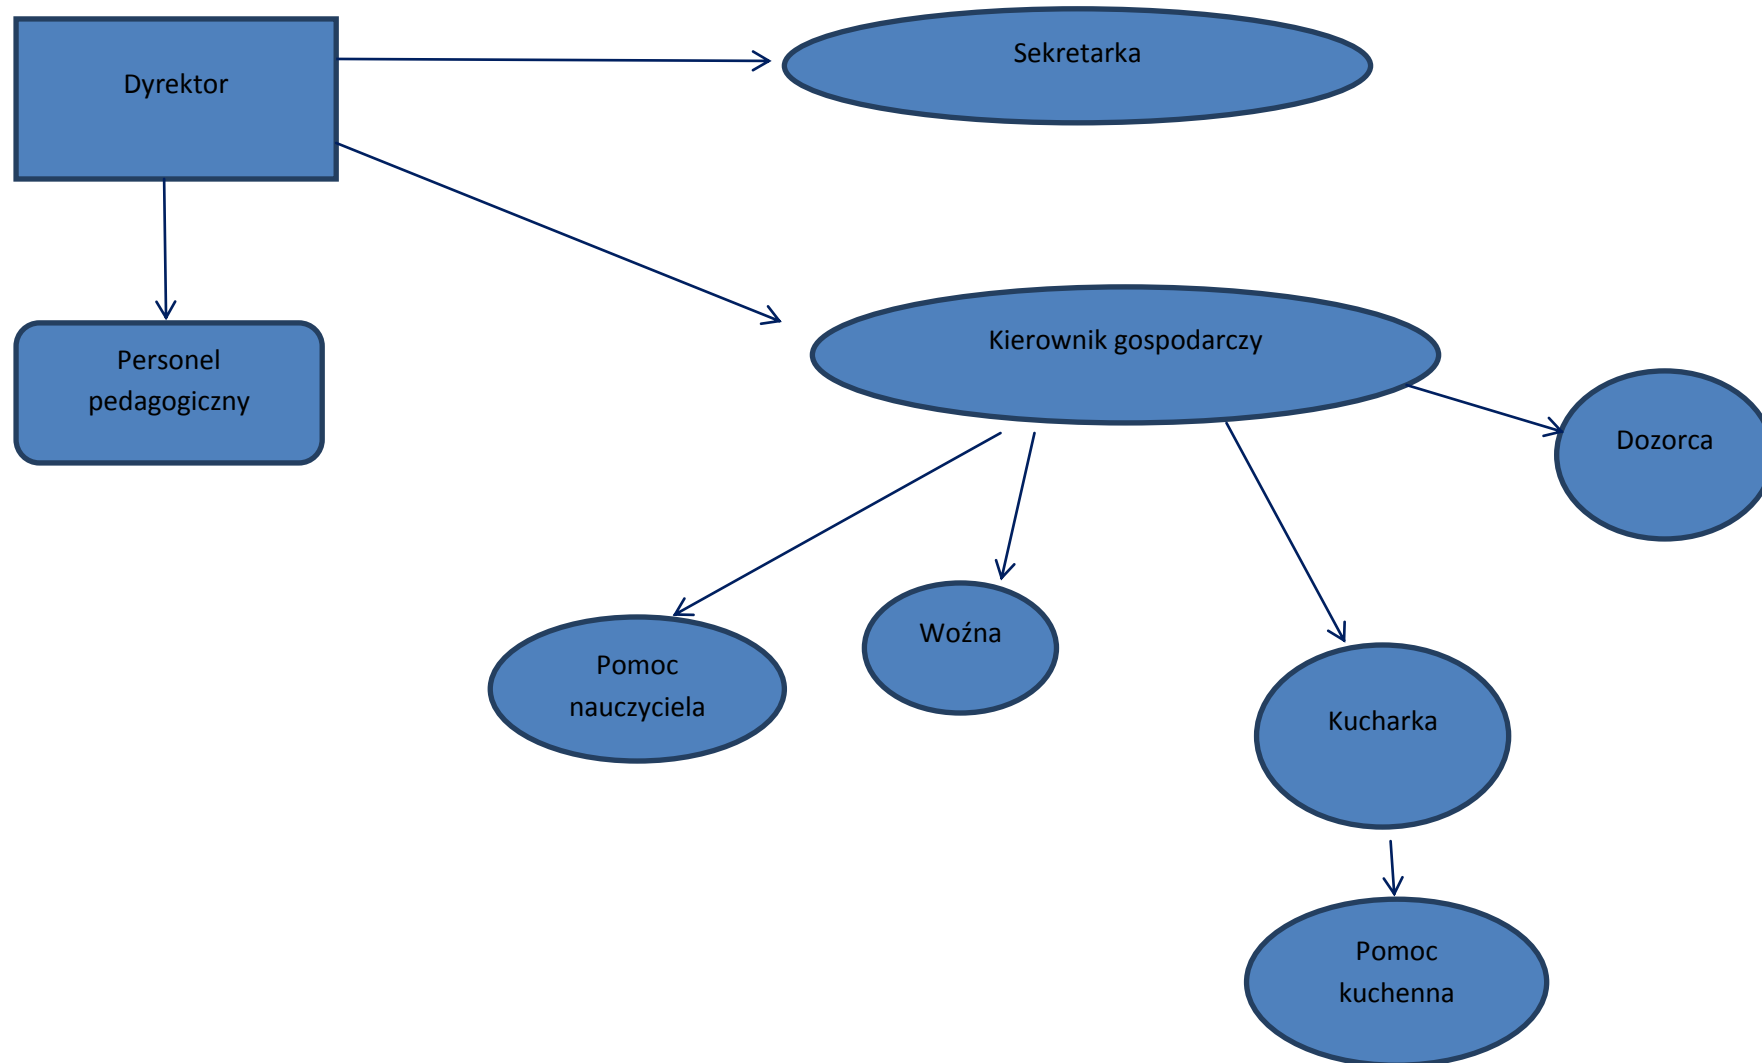 Dyrektor
Sekretarka
Personel
pedagogiczny
Kierownik gospodarczy
Dozorca
Pomoc
nauczyciela
Woźna
Kucharka
Pomoc
kuchenna